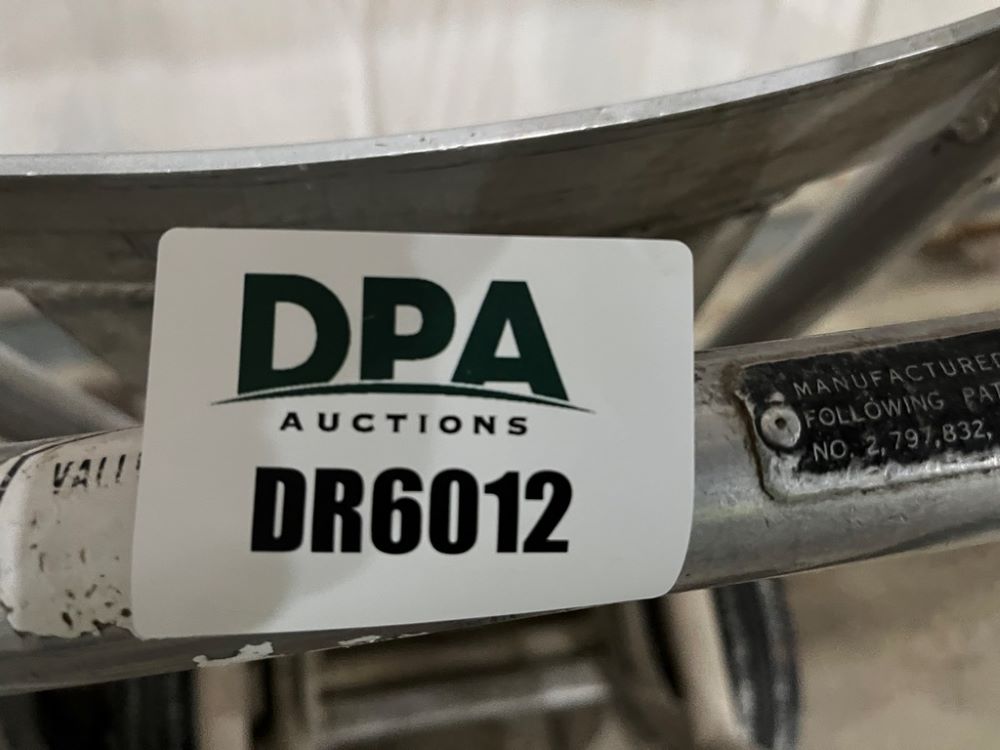 DPA
AUCTIONS
DR6012
MANUFACTURED
FOLLOWING PAT
NO. 2,797,832,